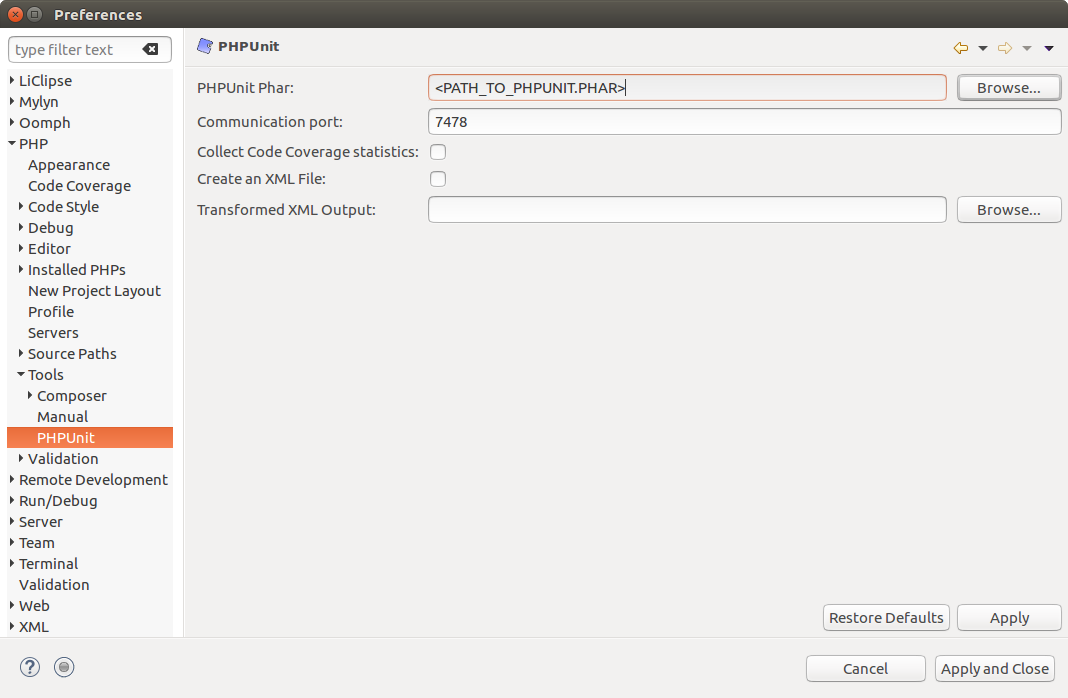 Preferences
type filter text
LiClipse
Mylyn
Oomph
PHP
Appearance
Code Coverage
Code Style
Debug
Editor
Installed PHPs
New Project Layout
Profile
Servers
Source Paths
Tools
Composer
Manual
PHPUnit
Validation
Remote Development
Run/Debug
Server
Team
Terminal
Validation
Web
XML
PHPUnit
PHPUnit Phar: <PATH_TO_PHPUNIT.PHAR> Browse...
Communication port: 7478
Collect Code Coverage statistics:
Create an XML File:
Transformed XML Output: Browse...
Restore Defaults Apply
? Cancel Apply and Close